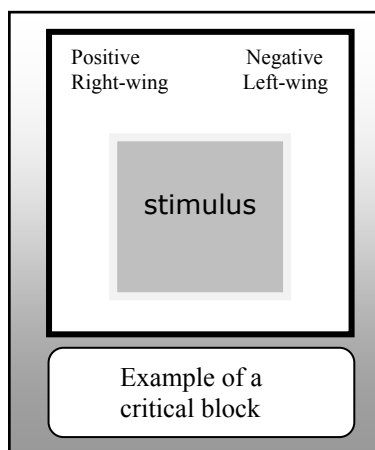 Positive Negative
Right-wing Left-wing
stimulus
Example of a
critical block